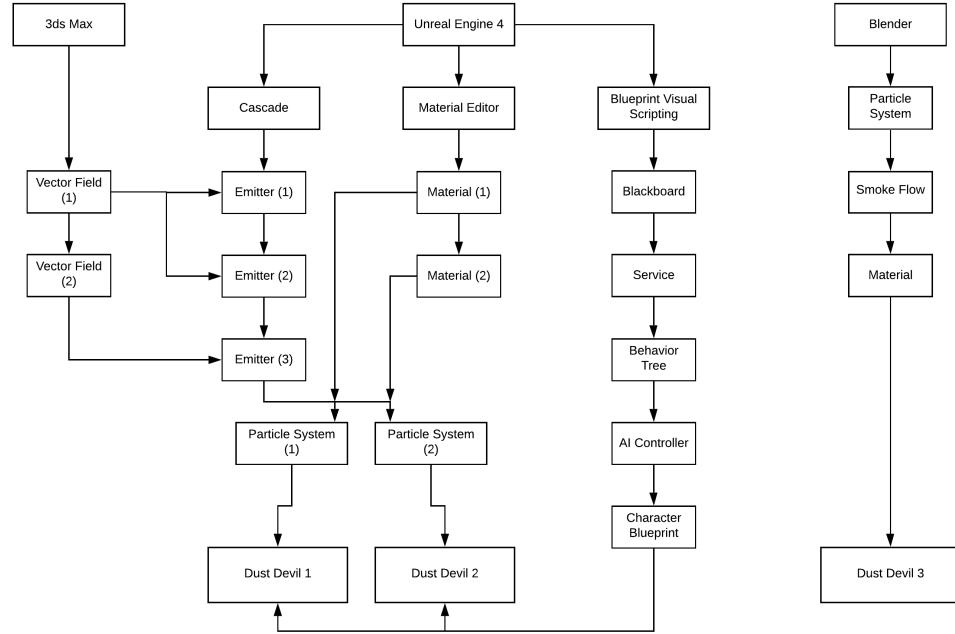 3ds Max
Unreal Engine 4
Blender
Cascade
Material Editor
Blueprint Visual
Scripting
Particle
System
Vector Field
(1)
Emitter (1)
Material (1)
Blackboard
Smoke Flow
Vector Field
(2)
Emitter (2)
Material (2)
Service
Material
Emitter (3)
Behavior
Tree
Particle System
(1)
Particle System
(2)
AI Controller
Character
Blueprint
Dust Devil 1
Dust Devil 2
Dust Devil 3